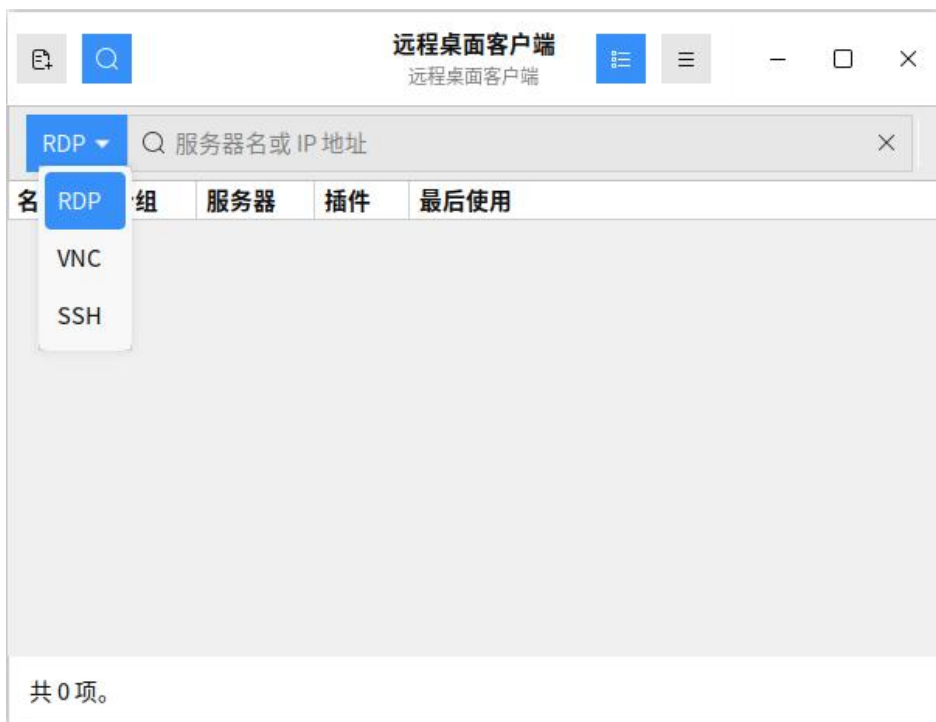 远程桌面客户端
远程桌面客户端
RDP
服务器名或 IP 地址
名 组 服务器 插件 最后使用
RDP
VNC
SSH
共 0 项。